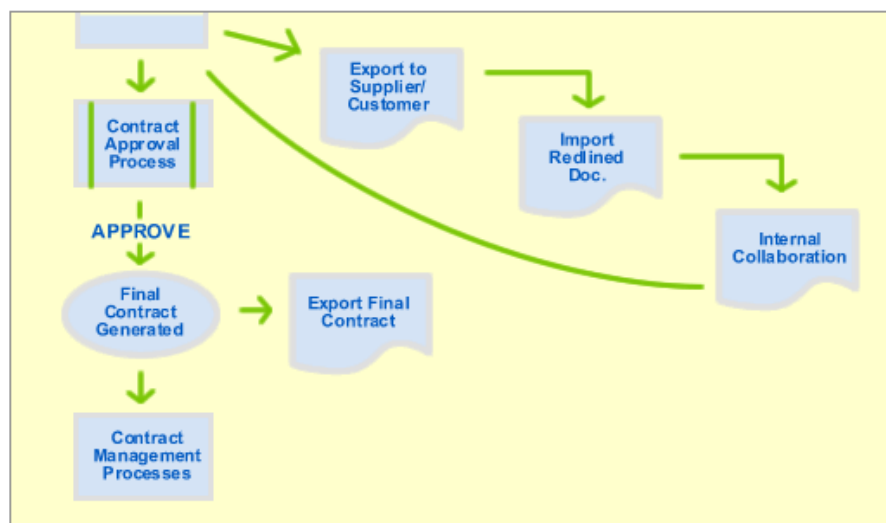 Export to
Supplier/
Customer
Contract
Approval
Process
Import
Redlined
Doc.
APPROVE
Internal
Collaboration
Final
Contract
Generated
Export Final
Contract
Contract
Management
Processes